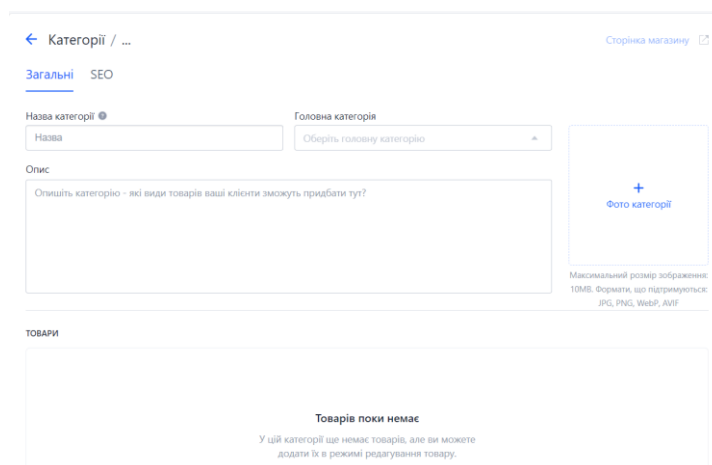 Категорії / ...
Сторінка магазину
Загальні SEO
Назва категорії
Головна категорія
Назва
Оберіть головну категорію
Опис
Опишіть категорію - які види товарів ваші клієнти зможуть придбати тут?
+
Фото категорії
Максимальний розмір зображення:
10MB. Формати, що підтримуються:
JPG, PNG, WebP, AVIF
ТОВАРИ
Товарів поки немає
У цій категорії ще немає товарів, але ви можете
додати їх в режимі редагування товару.